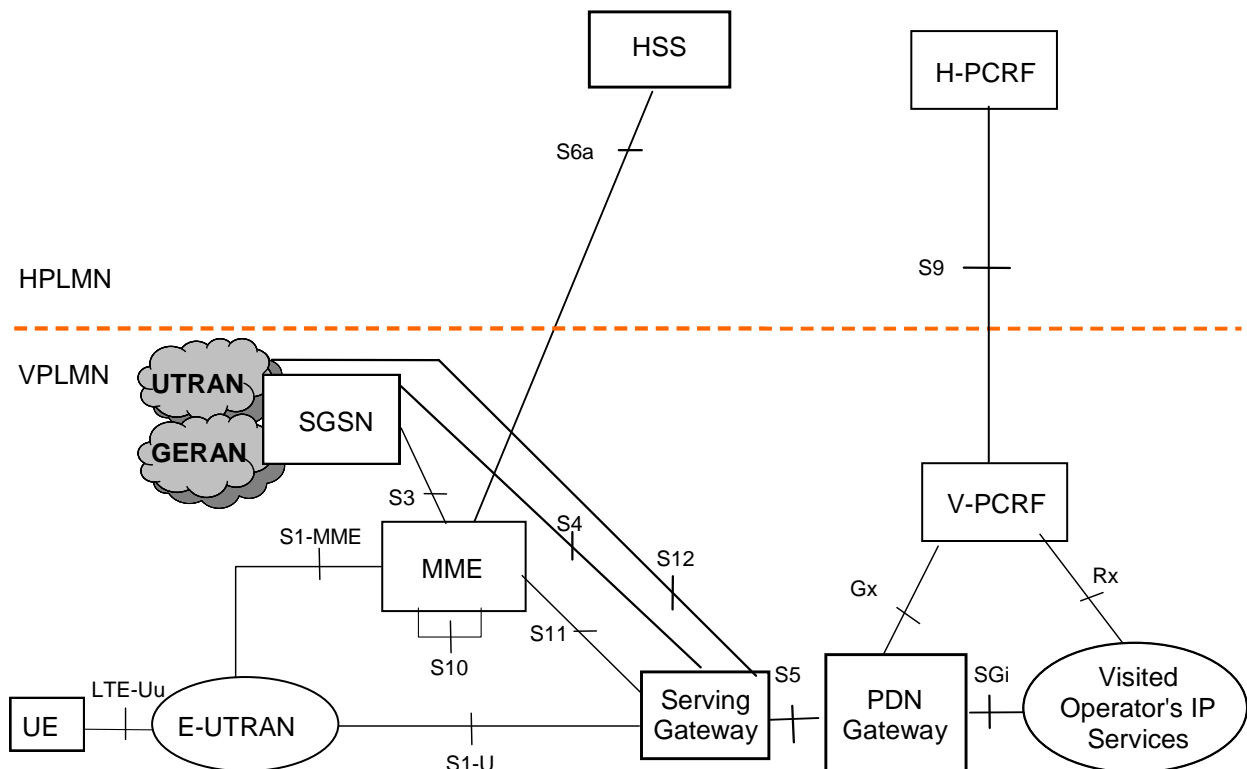 HSS
H-PCRF
S6a
S9
HPLMN
VPLMN
UTRAN
SGSN
GERAN
S3
S4
V-PCRF
S1-MME
MME
S12
Gx
Rx
S11
S10
LTE-Uu
S5
SGi
UE
E-UTRAN
Serving
Gateway
PDN
Gateway
Visited
Operator's IP
Services
S1-U